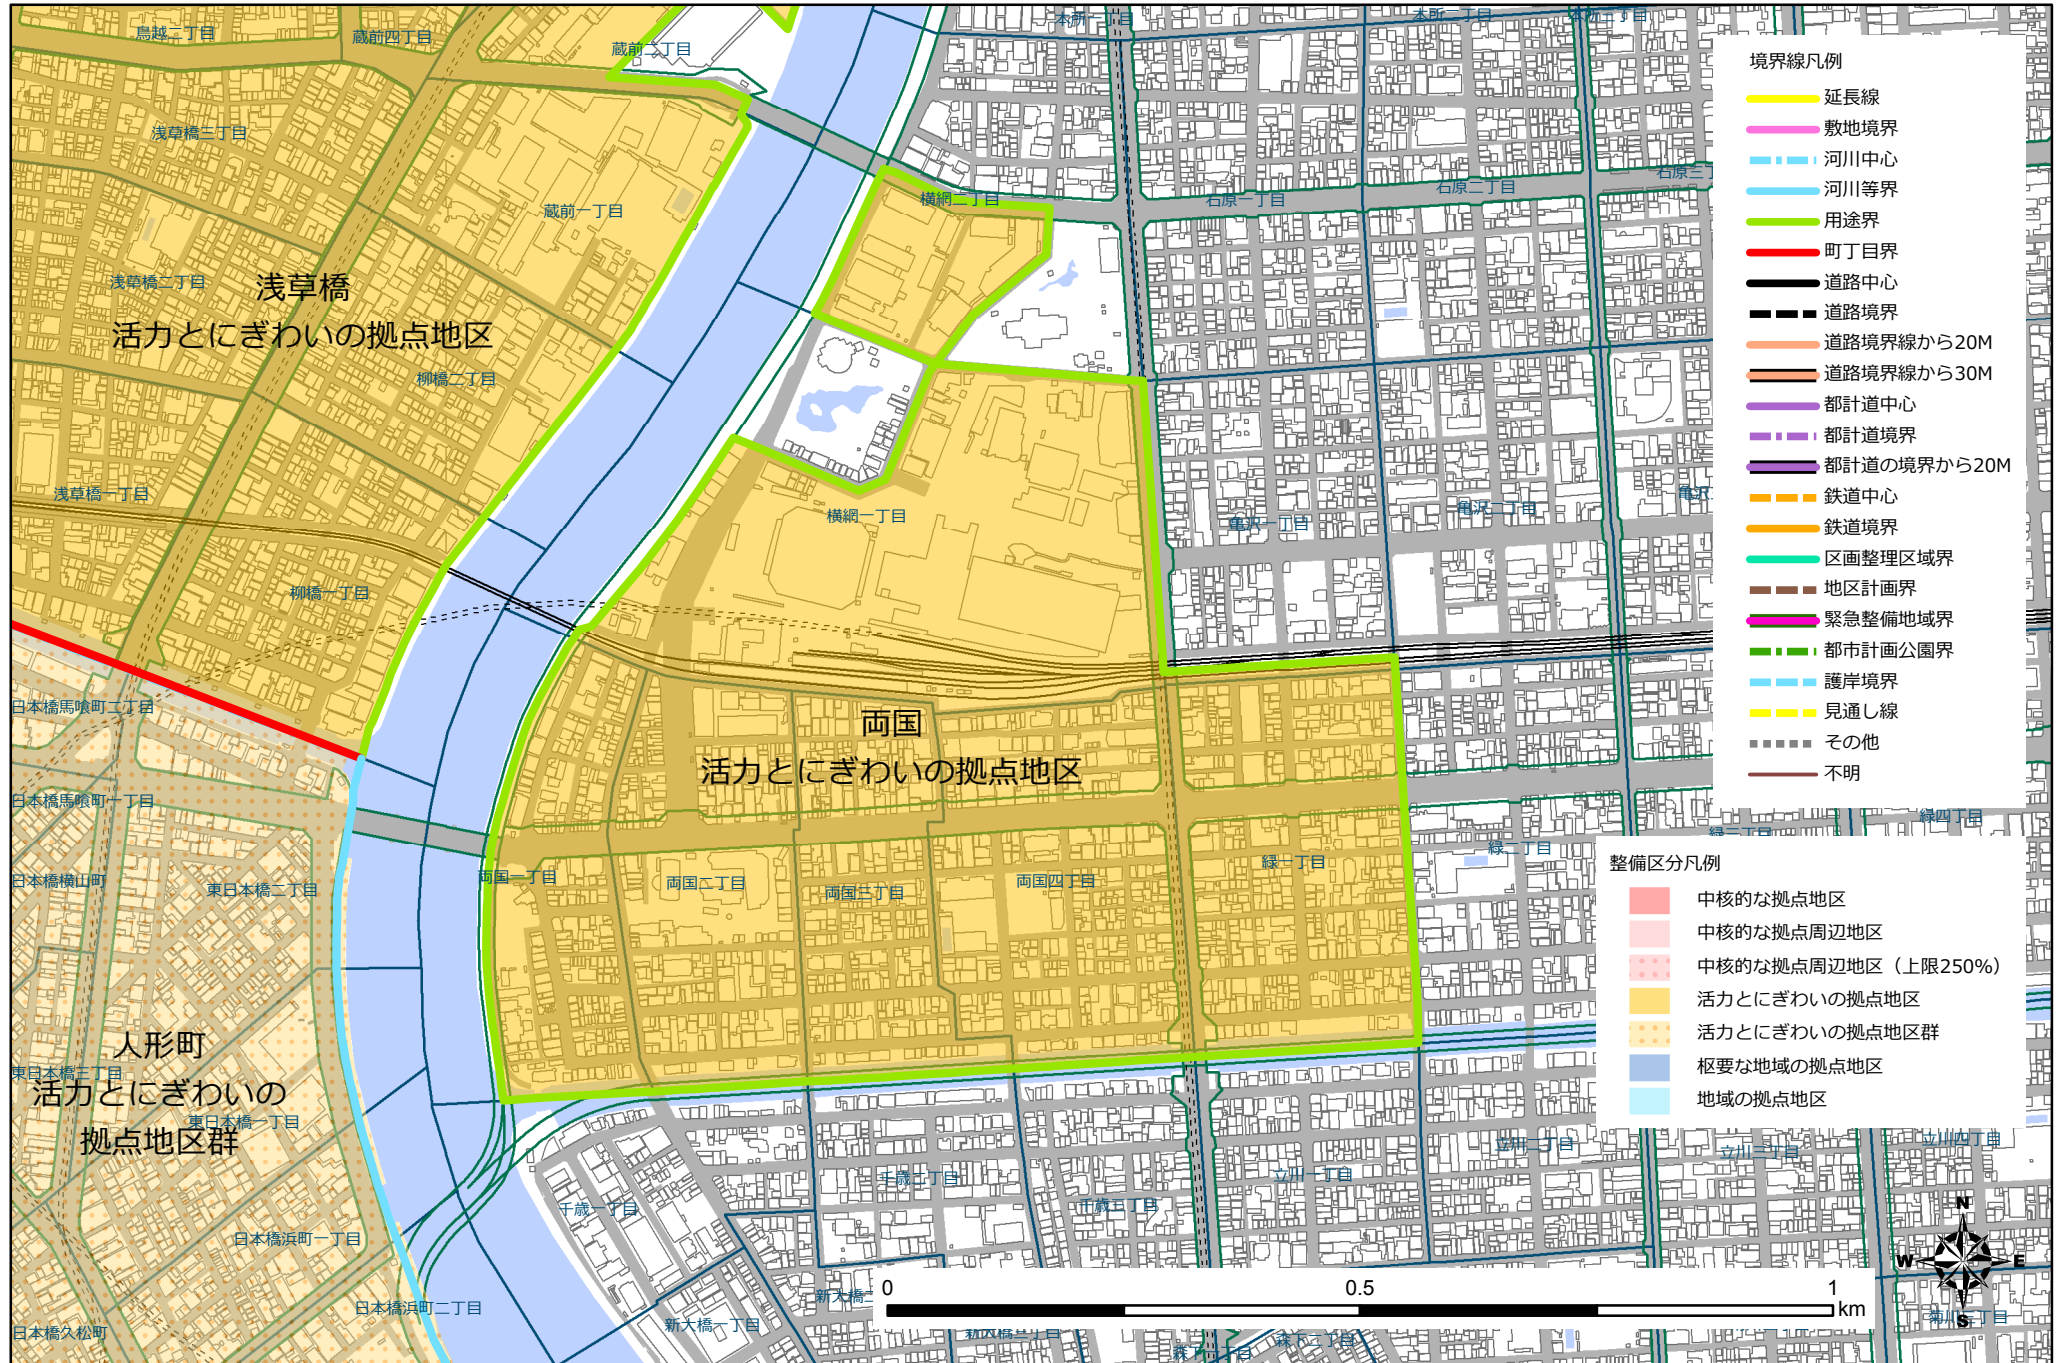 鳥越二丁目
蔵前四丁目
蔵前二丁目
本所一丁目
本所二丁目
本所三丁目
浅草橋三丁目
蔵前一丁目
横網二丁目
石原一丁目
石原二丁目
浅草橋二丁目
浅草橋
活力とにぎわいの拠点地区
柳橋二丁目
浅草橋一丁目
横網一丁目
亀沢一丁目
亀沢二丁目
柳橋一丁目
日本橋馬喰町二丁目
両国
活力とにぎわいの拠点地区
日本橋馬喰町一丁目
日本橋横山町
東日本橋二丁目
両国一丁目
両国二丁目
両国三丁目
両国四丁目
緑一丁目
緑二丁目
緑三丁目
緑四丁目
人形町
活力とにぎわいの
拠点地区群
東日本橋三丁目
東日本橋一丁目
千歳一丁目
千歳二丁目
千歳三丁目
立川一丁目
立川二丁目
立川三丁目
立川四丁目
日本橋浜町一丁目
日本橋浜町二丁目
日本橋久松町
新大橋一丁目
境界線凡例
延長線
敷地境界
河川中心
河川等界
用途界
町丁目界
道路中心
道路境界
道路境界線から20M
道路境界線から30M
都計道中心
都計道境界
都計道の境界から20M
鉄道中心
鉄道境界
区画整理区域界
地区計画界
緊急整備地域界
都市計画公園界
護岸境界
見通し線
その他
不明
整備区分凡例
中核的な拠点地区
中核的な拠点周辺地区
中核的な拠点周辺地区（上限250%）
活力とにぎわいの拠点地区
活力とにぎわいの拠点地区群
枢要な地域の拠点地区
地域の拠点地区
N
W
E
S
0
0.5
1
km